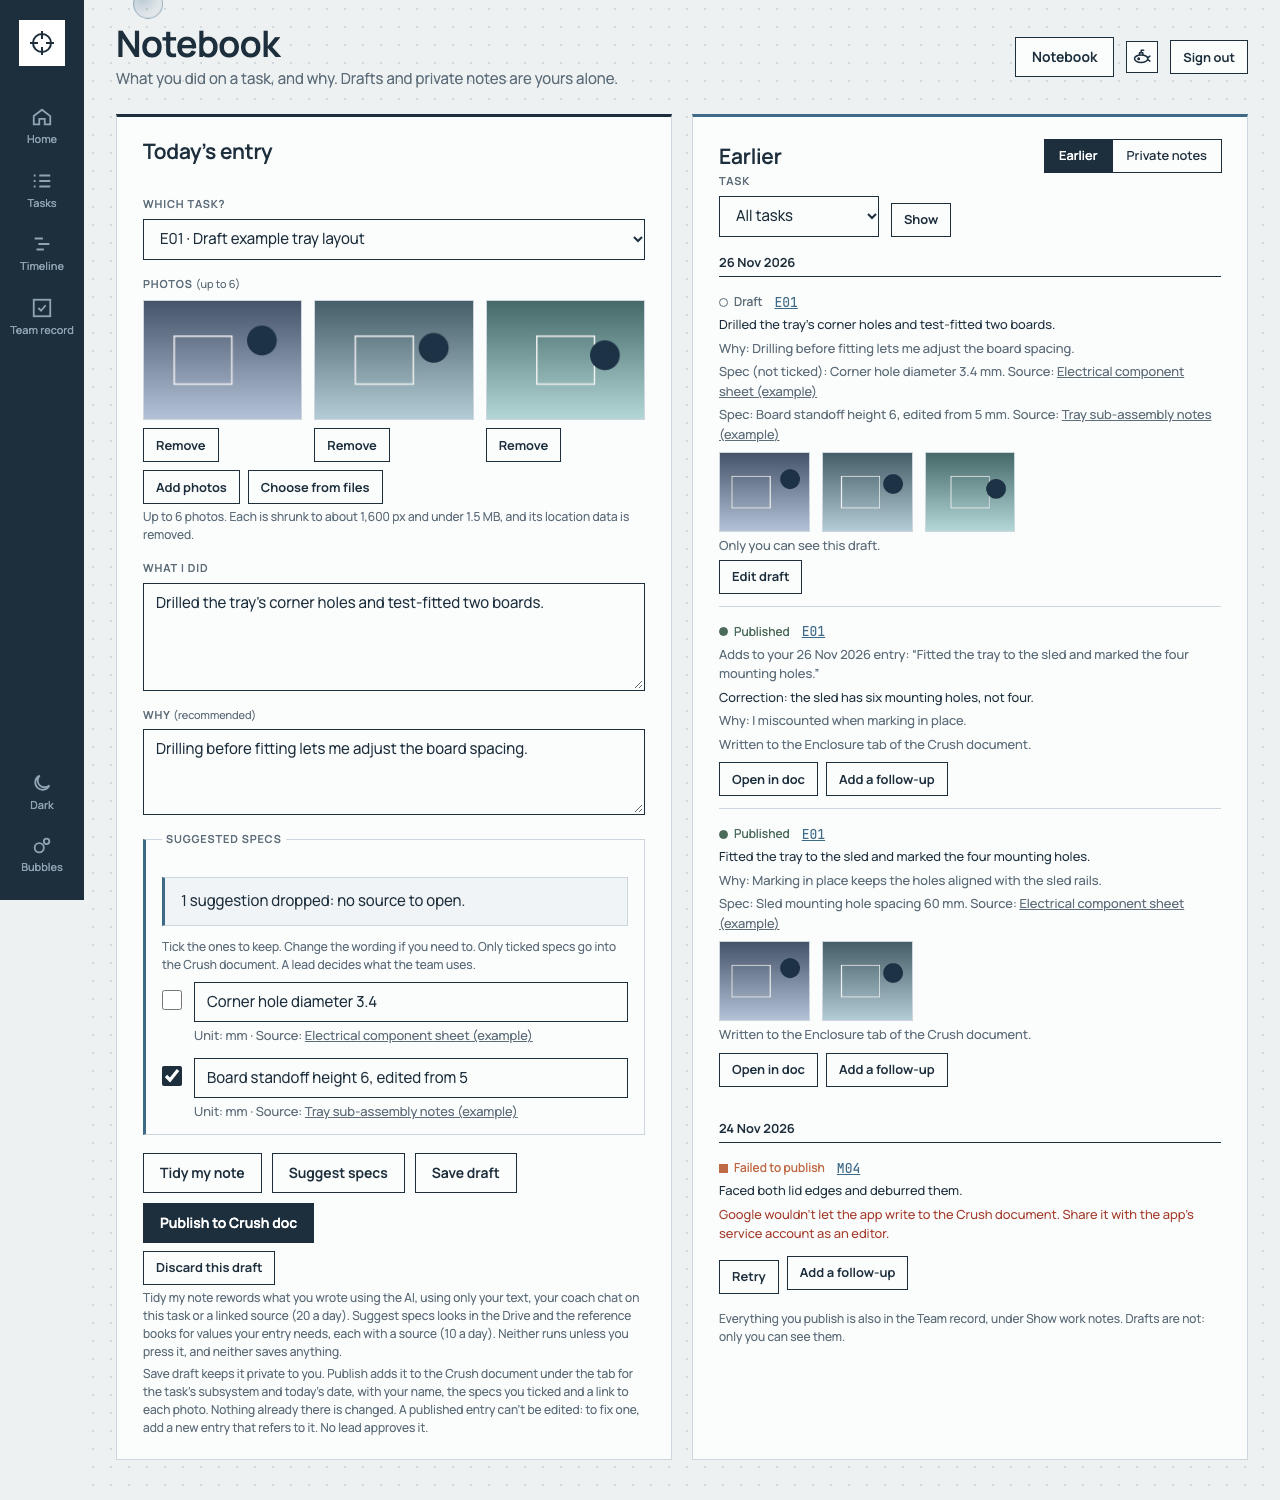 Home
Tasks
Timeline
Team record
Dark
Bubbles
Notebook
What you did on a task, and why. Drafts and private notes are yours alone.
Notebook
Sign out
Today's entry
WHICH TASK?
E01 · Draft example tray layout
PHOTOS (up to 6)
Remove
Remove
Remove
Add photos
Choose from files
Up to 6 photos. Each is shrunk to about 1,600 px and under 1.5 MB, and its location data is
removed.
WHAT I DID
Drilled the tray's corner holes and test-fitted two boards.
WHY (recommended)
Drilling before fitting lets me adjust the board spacing.
SUGGESTED SPECS
1 suggestion dropped: no source to open.
Tick the ones to keep. Change the wording if you need to. Only ticked specs go into
the Crush document. A lead decides what the team uses.
Corner hole diameter 3.4
Unit: mm · Source: Electrical component sheet (example)
Board standoff height 6, edited from 5
Unit: mm · Source: Tray sub-assembly notes (example)
Tidy my note
Suggest specs
Save draft
Publish to Crush doc
Discard this draft
Tidy my note rewords what you wrote using the AI, using only your text, your coach chat on
this task or a linked source (20 a day). Suggest specs looks in the Drive and the reference
books for values your entry needs, each with a source (10 a day). Neither runs unless you
press it, and neither saves anything.
Save draft keeps it private to you. Publish adds it to the Crush document under the tab for
the task's subsystem and today's date, with your name, the specs you ticked and a link to
each photo. Nothing already there is changed. A published entry can't be edited: to fix one,
add a new entry that refers to it. No lead approves it.
Earlier
Earlier
Private notes
TASK
All tasks
Show
26 Nov 2026
Draft E01
Drilled the tray's corner holes and test-fitted two boards.
Why: Drilling before fitting lets me adjust the board spacing.
Spec (not ticked): Corner hole diameter 3.4 mm. Source: Electrical component
sheet (example)
Spec: Board standoff height 6, edited from 5 mm. Source: Tray sub-assembly notes
(example)
Only you can see this draft.
Edit draft
Published E01
Adds to your 26 Nov 2026 entry: “Fitted the tray to the sled and marked the four
mounting holes.”
Correction: the sled has six mounting holes, not four.
Why: I miscounted when marking in place.
Written to the Enclosure tab of the Crush document.
Open in doc
Add a follow-up
Published E01
Fitted the tray to the sled and marked the four mounting holes.
Why: Marking in place keeps the holes aligned with the sled rails.
Spec: Sled mounting hole spacing 60 mm. Source: Electrical component sheet
(example)
Written to the Enclosure tab of the Crush document.
Open in doc
Add a follow-up
24 Nov 2026
Failed to publish M04
Faced both lid edges and deburred them.
Google wouldn't let the app write to the Crush document. Share it with the app's
service account as an editor.
Retry
Add a follow-up
Everything you publish is also in the Team record, under Show work notes. Drafts are not:
only you can see them.